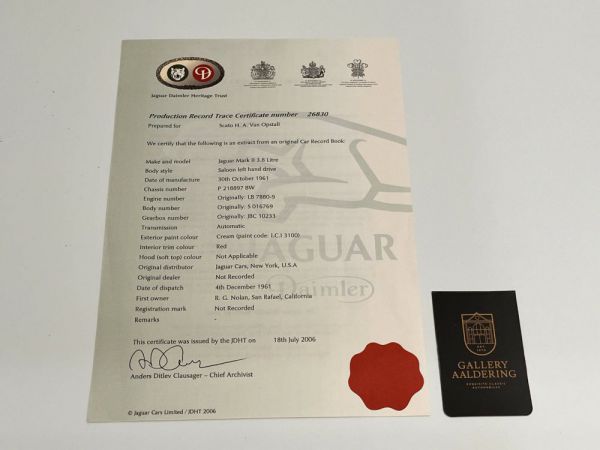 Jaguar Daimler Heritage Trust
Production Record Trace Certificate number 26830
Prepared for Scato H. A. Van Opstall
We certify that the following is an extract from an original Car Record Book:
Make and model Jaguar Mark II 3.8 Litre
Body style Saloon left hand drive
Date of manufacture 30th October 1961
Chassis number P 218897 BW
Engine number Originally: LB 7880-9
Body number Originally: S 016769
Gearbox number Originally: JBC 10233
Transmission Automatic
Exterior paint colour Cream (paint code: I.C.I 3100)
Interior trim colour Red
Hood (soft top) colour Not Applicable
Original distributor Jaguar Cars, New York, U.S.A
Original dealer Not Recorded
Date of dispatch 4th December 1961
First owner R. G. Nolan, San Rafael, California
Registration mark Not Recorded
Remarks -
JAGUAR
Daimler
This certificate was issued by the JDHT on 18th July 2006
Anders Ditlev Clausager – Chief Archivist
© Jaguar Cars Limited / JDHT 2006
GALLERY
AALDERING
EXQUISITE CLASSIC
AUTOMOBILES